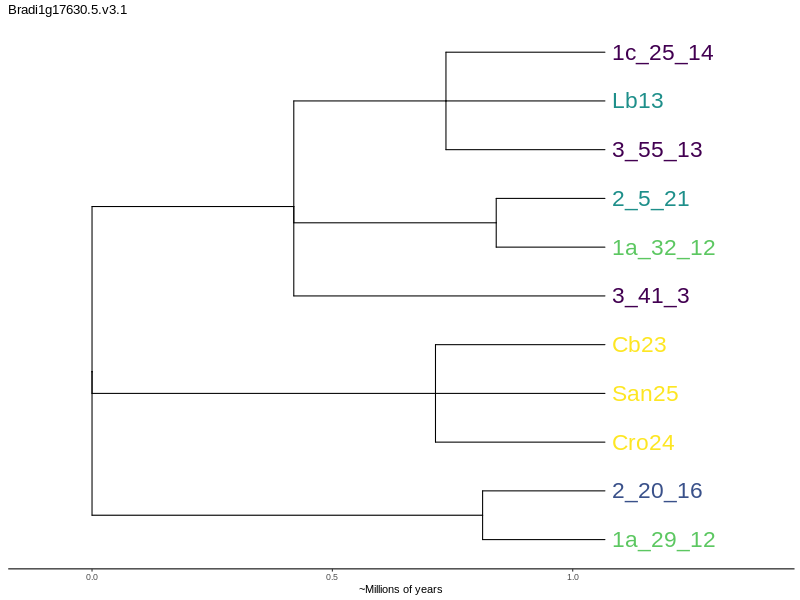 Bradi1g17630.5.v3.1
1c_25_14
Lb13
3_55_13
2_5_21
1a_32_12
3_41_3
Cb23
San25
Cro24
2_20_16
1a_29_12
0.0 0.5 1.0
~Millions of years